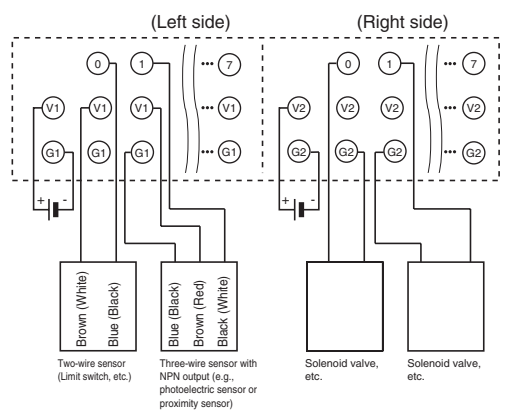 (Left side) (Right side)
0 1 ... 7 0 1 ... 7
V1 V1 V1 ... V1 V2 V2 V2 ... V2
G1 G1 G1 ... G1 G2 G2 G2 ... G2
+ - + -
Brown (White)
Blue (Black)
Blue (Black)
Brown (Red)
Black (White)
Two-wire sensor
(Limit switch, etc.)
Three-wire sensor with
NPN output (e.g.,
photoelectric sensor or
proximity sensor)
Solenoid valve,
etc.
Solenoid valve,
etc.